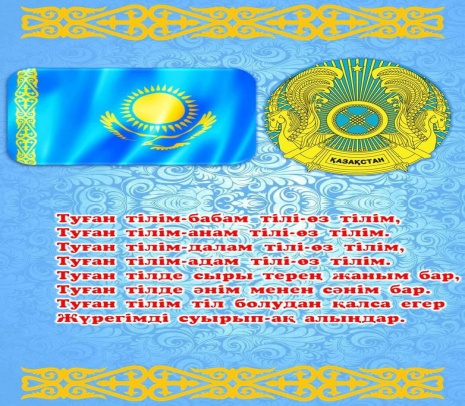 ҚАЗАҚСТАН
Туған тілім-бабам тілі-өз тілім,
Туған тілім-анам тілі-өз тілім.
Туған тілім-далам тілі-өз тілім,
Туған тілім-адам тілі-өз тілім.
Туған тілде сыры терең жаным бар,
Туған тілде әнім менен сәнім бар.
Туған тілім тіл болудан қалса егер
Жүрегімді суырып-ақ алыңдар.